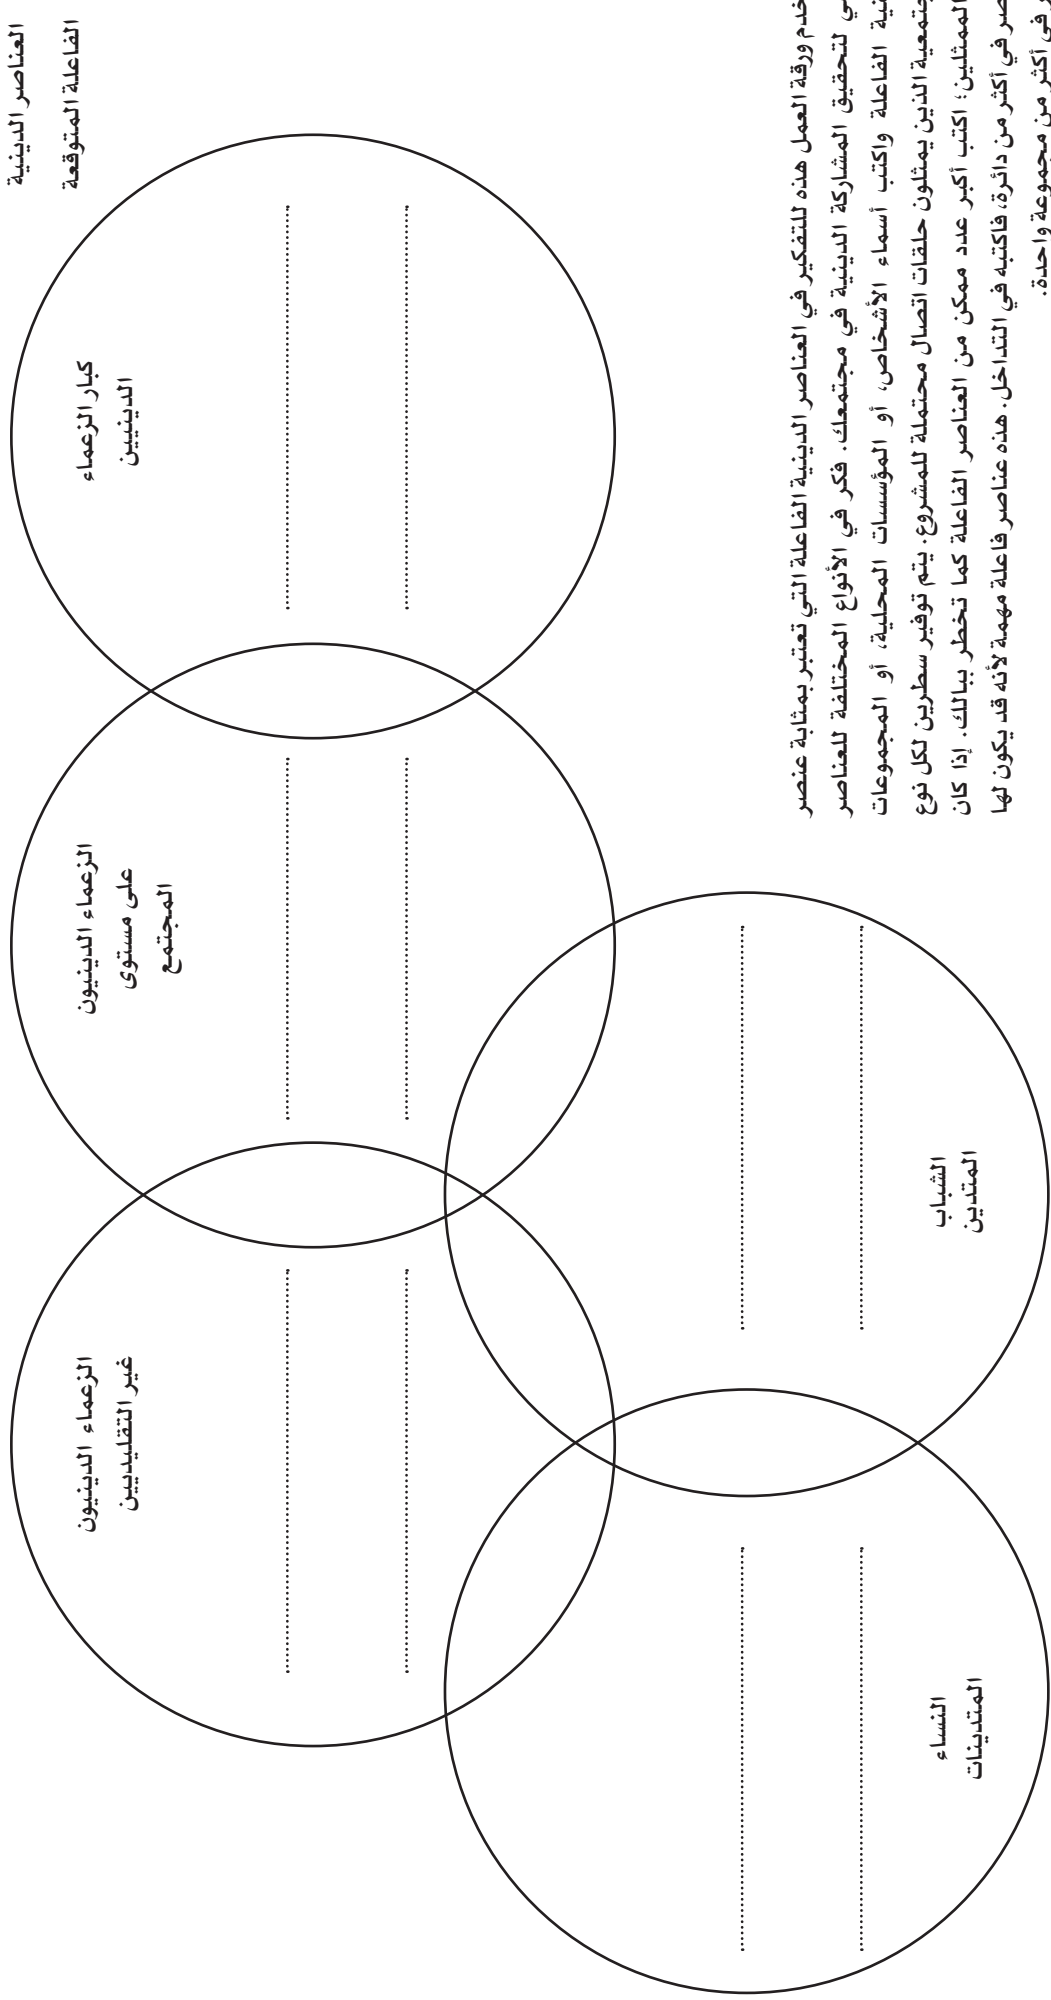 العناصر الدينية
الفاعلة المتوقعة
كبار الزعماء
الدينيين
الزعماء الدينيون
على مستوى
المجتمع
الزعماء الدينيون
غير التقليديين
الشباب
المتدين
النساء
المتدينات
ورقة العمل هذه للتفكير في العناصر الدينية الفاعلة التي تعتبر بمثابة عنصر
لتحقيق المشاركة الدينية في مجتمعك. فكر في الأنواع المختلفة للعناصر
الفاعلة واكتب أسماء الأشخاص، أو المؤسسات المحلية، أو المجموعات
الذين يمثلون حلقات اتصال محتملة للمشروع. يتم توفير سطرين لكل نوع
الممثلين؛ اكتب أكبر عدد ممكن من العناصر الفاعلة كما تخطر ببالك. إذا كان
في أكثر من دائرة، فاكتبه في التداخل. هذه عناصر فاعلة مهمة لأنه قد يكون لها
في أكثر من مجموعة واحدة.